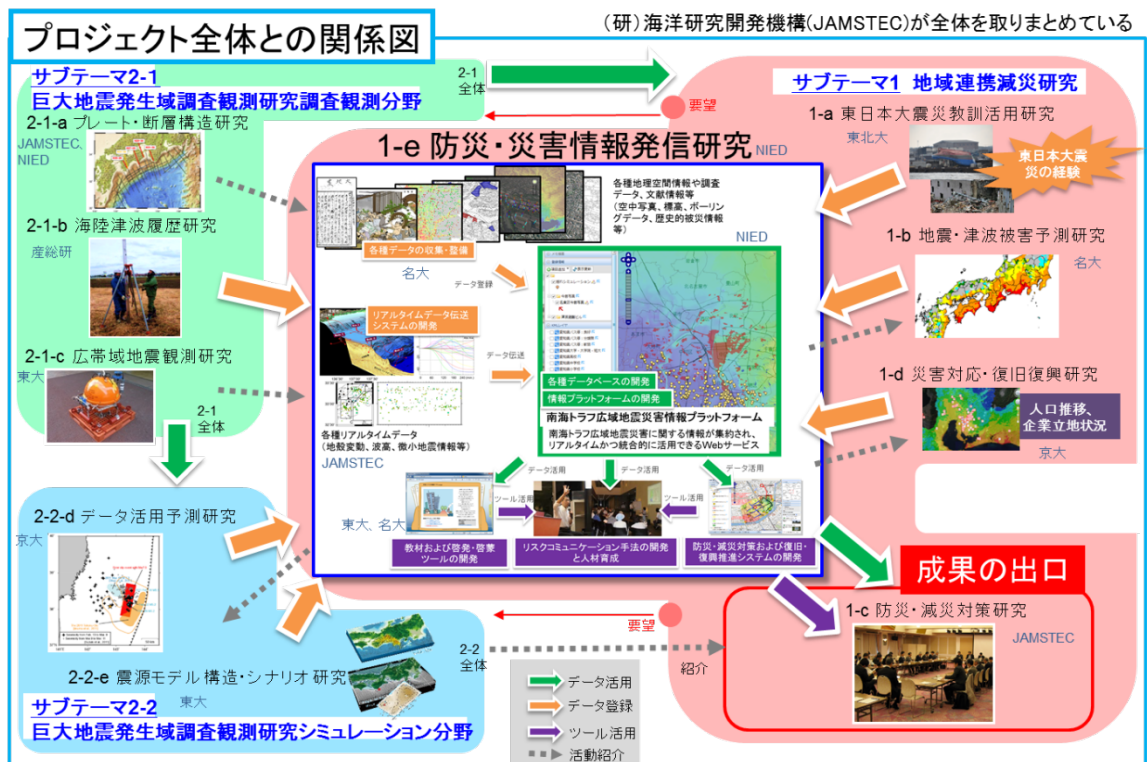 プロジェクト全体との関係図
(研)海洋研究開発機構(JAMSTEC)が全体を取りまとめている
サブテーマ2-1
巨大地震発生域調査観測研究調査観測分野
2-1-a プレート・断層構造研究
JAMSTEC、
NIED
2-1-b 海陸津波履歴研究
産総研
2-1-c 広帯域地震観測研究
東大
2-1
全体
2-1
全体
要望
サブテーマ1 地域連携減災研究
1-a 東日本大震災教訓活用研究
東北大
東日本大震
災の経験
1-b 地震・津波被害予測研究
名大
1-d 災害対応・復旧復興研究
人口推移、
企業立地状況
京大
1-e 防災・災害情報発信研究
NIED
各種地理空間情報や調査
データ、文献情報等
(空中写真、標高、ボーリン
グデータ、歴史的被災情報
等)
NIED
各種データの収集・整備
名大
データ登録
リアルタイムデータ伝送
システムの開発
データ伝送
各種リアルタイムデータ
(地殻変動、波高、微小地震情報等)
JAMSTEC
各種データベースの開発
情報プラットフォームの開発
南海トラフ広域地震災害情報プラットフォーム
南海トラフ広域地震災害に関する情報が集約され、
リアルタイムかつ統合的に活用できるWebサービス
データ活用
データ活用
データ活用
ツール活用
ツール活用
東大、名大
教材および啓発・啓蒙
ツールの開発
リスクコミュニケーション手法の開発
と人材育成
防災・減災対策および復旧・
復興推進システムの開発
2-2-d データ活用予測研究
京大
2-2-e 震源モデル構造・シナリオ研究
東大
サブテーマ2-2
巨大地震発生域調査観測研究シミュレーション分野
2-2
全体
要望
紹介
成果の出口
1-c 防災・減災対策研究
JAMSTEC
データ活用
データ登録
ツール活用
活動紹介